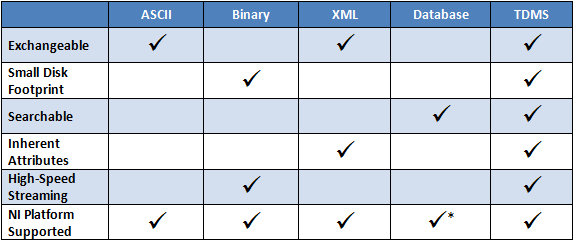 ASCII Binary XML Database TDMS
Exchangeable ✓ ✓ ✓
Small Disk
Footprint ✓ ✓
Searchable ✓ ✓
Inherent
Attributes ✓ ✓
High-Speed
Streaming ✓ ✓
NI Platform
Supported ✓ ✓ ✓ ✓* ✓